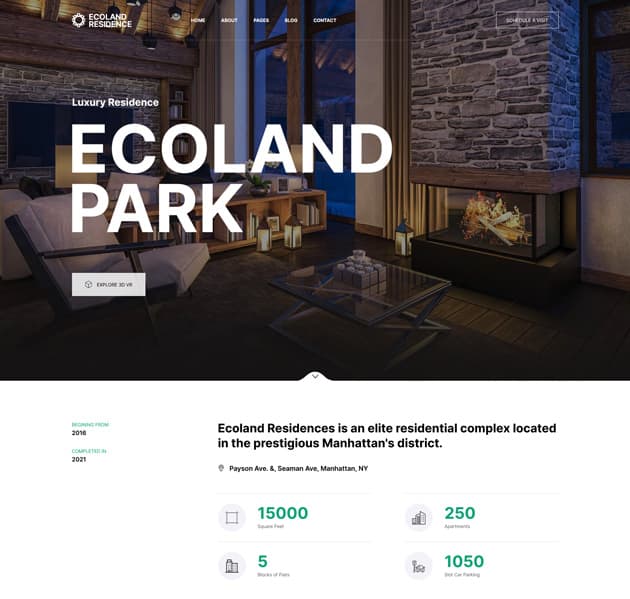 ECOLAND
RESIDENCE
HOME ABOUT PAGES BLOG CONTACT
SCHEDULE A VISIT
Luxury Residence
ECOLAND
PARK
EXPLORE 3D VR
BEGINING FROM
2016
COMPLETED IN
2021
Ecoland Residences is an elite residential complex located
in the prestigious Manhattan's district.
Payson Ave. &, Seaman Ave, Manhattan, NY
15000
Square Feet
250
Apartments
5
Blocks of Flats
1050
Slot Car Parking